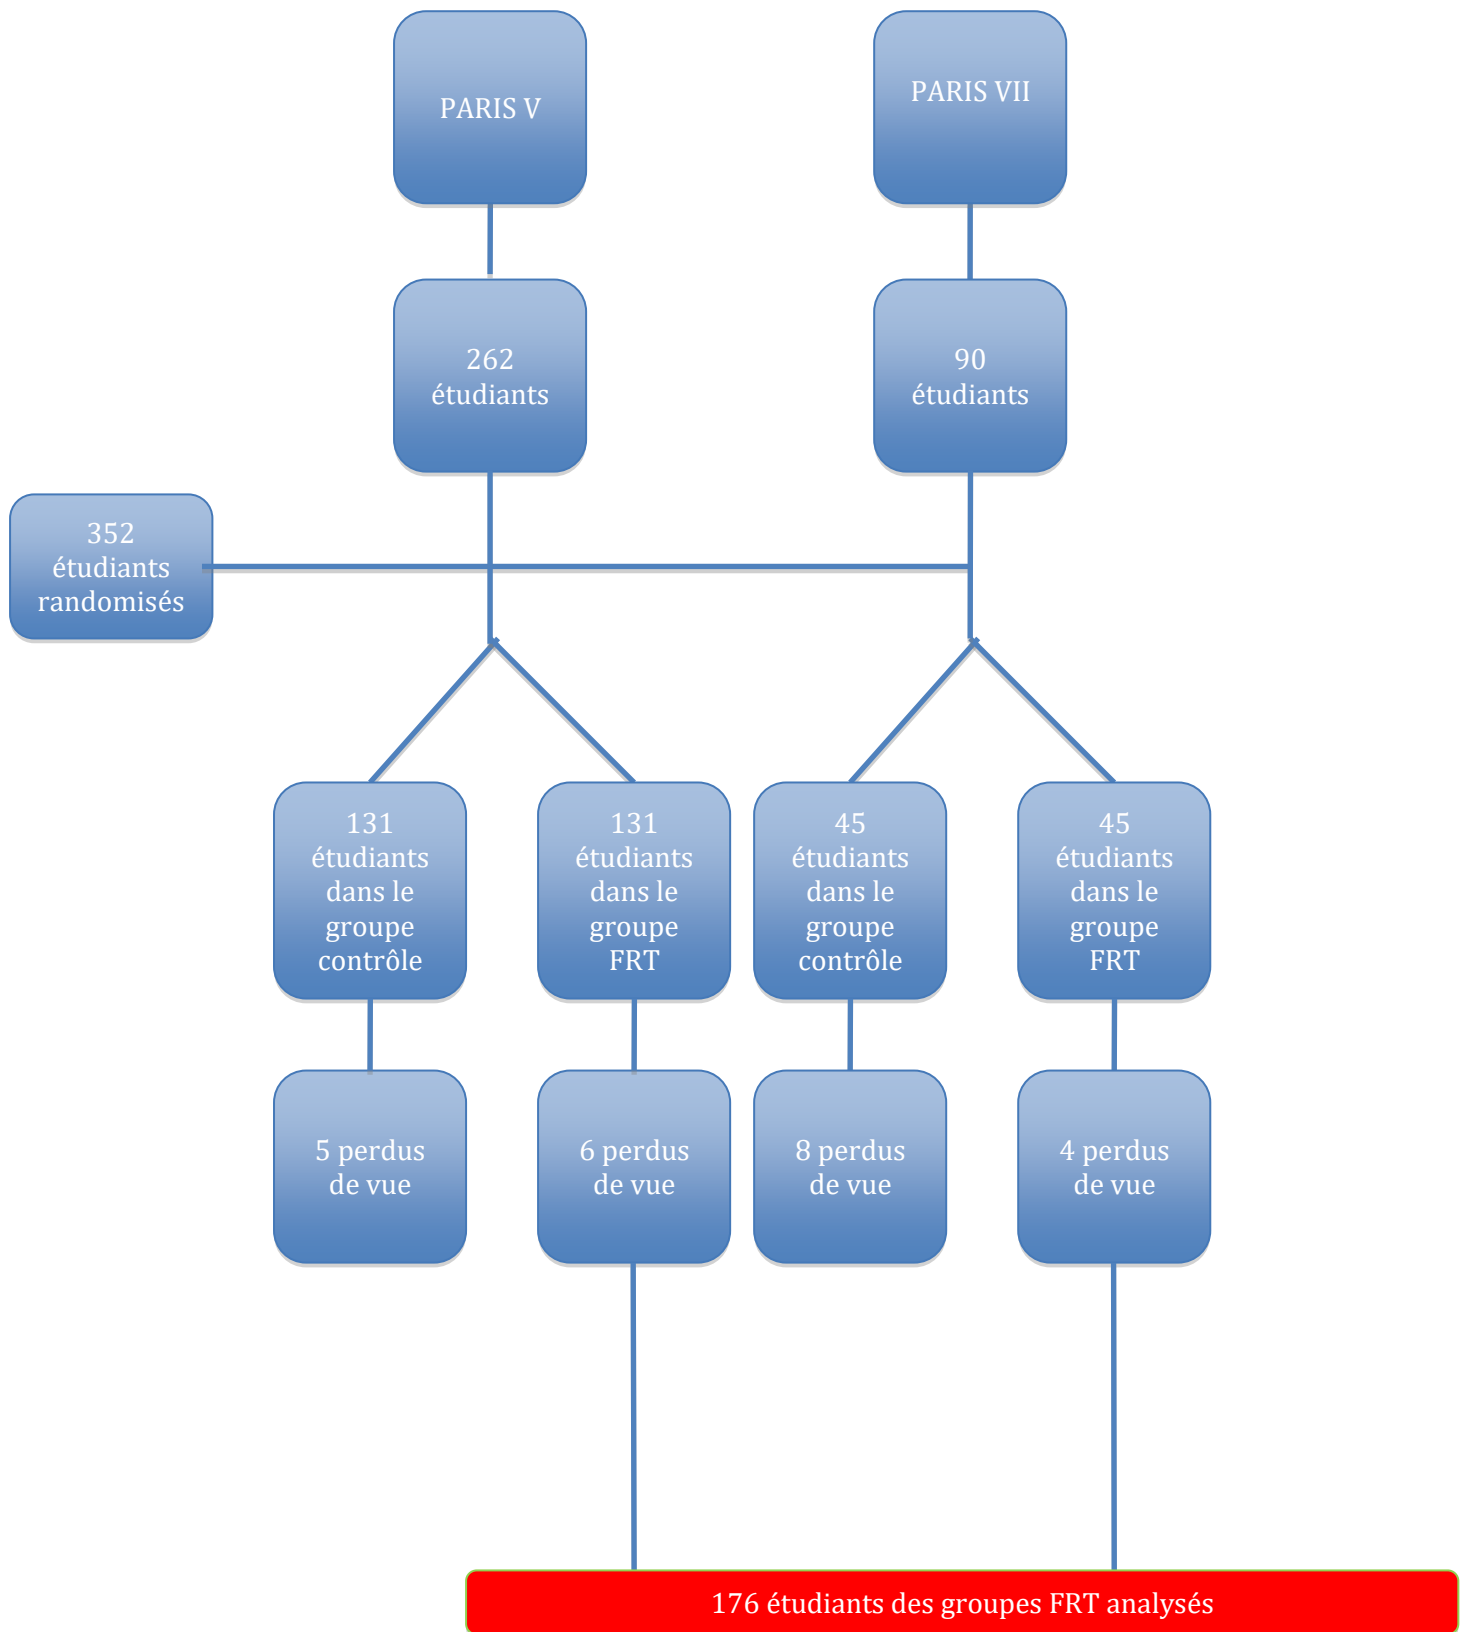 PARIS V
PARIS VII
262
étudiants
90
étudiants
352
étudiants
randomisés
131
étudiants
dans le
groupe
contrôle
131
étudiants
dans le
groupe
FRT
45
étudiants
dans le
groupe
contrôle
45
étudiants
dans le
groupe
FRT
5 perdus
de vue
6 perdus
de vue
8 perdus
de vue
4 perdus
de vue
176 étudiants des groupes FRT analysés